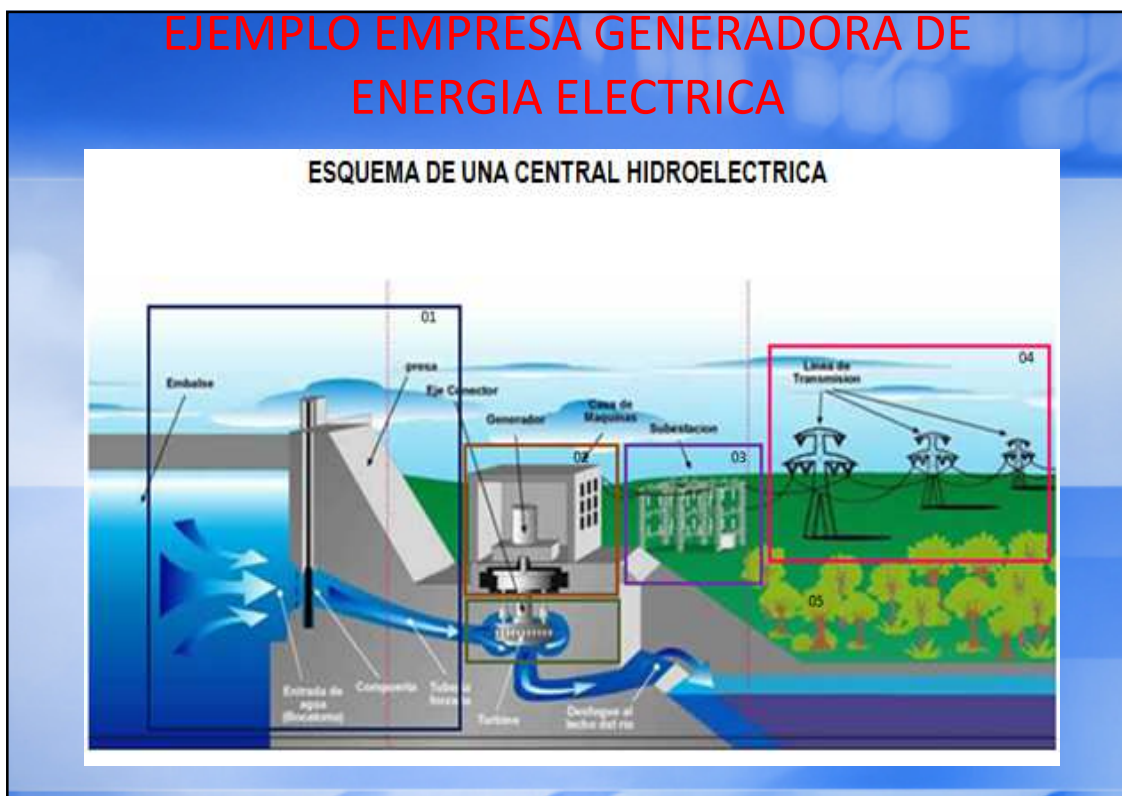 EJEMPLO EMPRESA GENERADORA DE
ENERGIA ELECTRICA
ESQUEMA DE UNA CENTRAL HIDROELECTRICA
01
presa
Embalse
Eje Conector
Generador
Casa de
Maquinas
02
Subestacion
03
04
Linea de
Transmision
05
Entrada de
agua
(Bocatoma)
Compuerta
Tuberia
forzada
Turbina
Desfogue al
lecho del rio